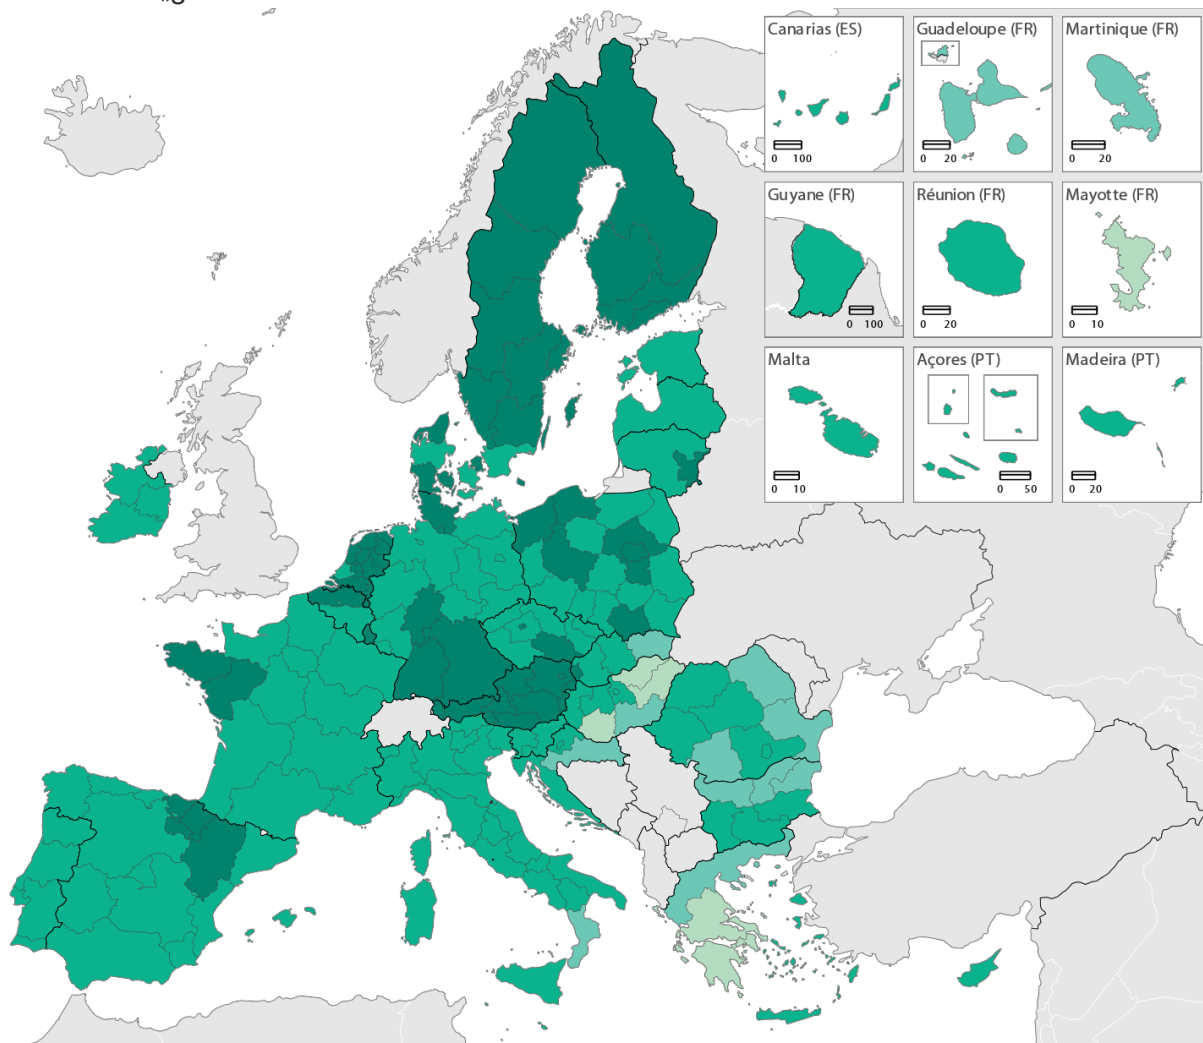 „g
Canarias (ES)
0 100
Guadeloupe (FR)
0 20
Martinique (FR)
0 20
Guyane (FR)
0 100
Réunion (FR)
0 20
Mayotte (FR)
0 10
Malta
0 10
Açores (PT)
0 50
Madeira (PT)
0 20